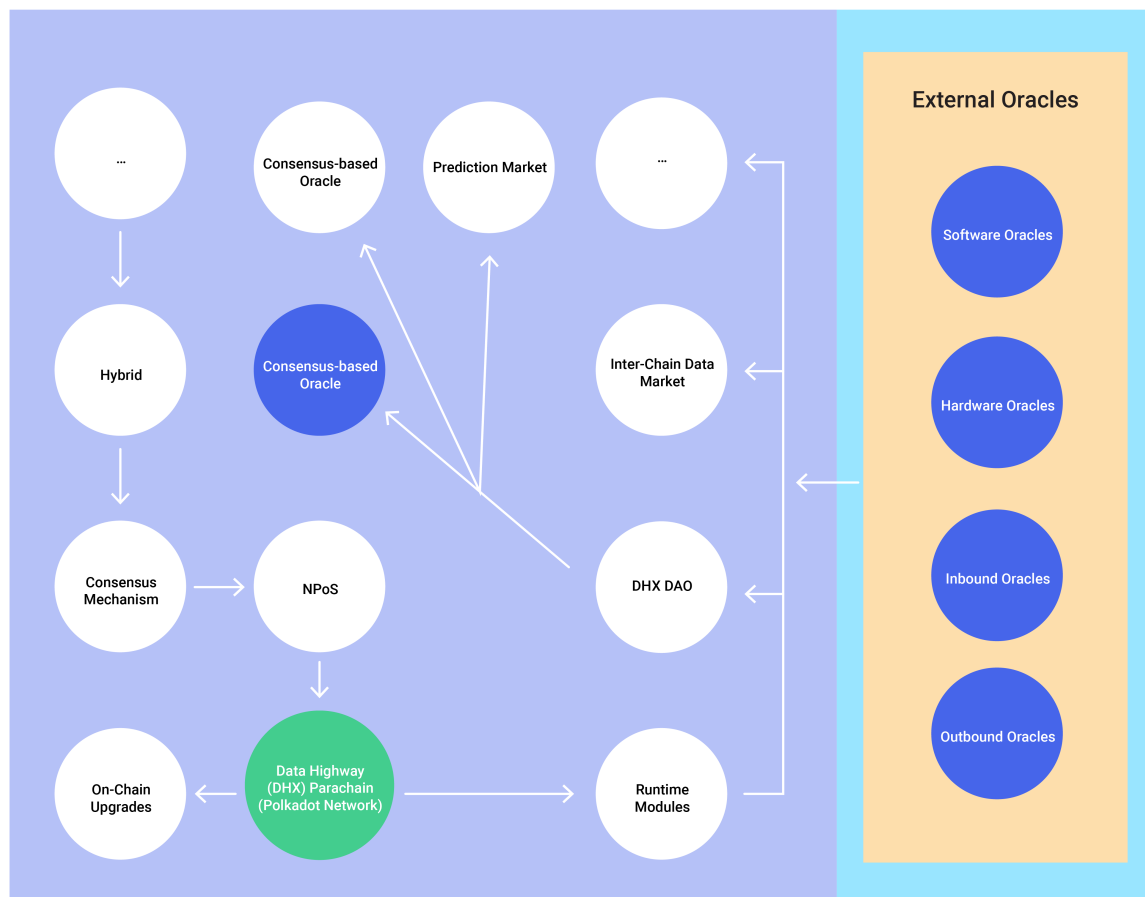 External Oracles
...
Consensus-based
Oracle
Prediction Market
...
Software Oracles
Hybrid
Consensus-based
Oracle
Inter-Chain Data
Market
Hardware Oracles
Consensus
Mechanism
NPoS
DHX DAO
Inbound Oracles
On-Chain
Upgrades
Data Highway
(DHX) Parachain
(Polkadot Network)
Runtime
Modules
Outbound Oracles